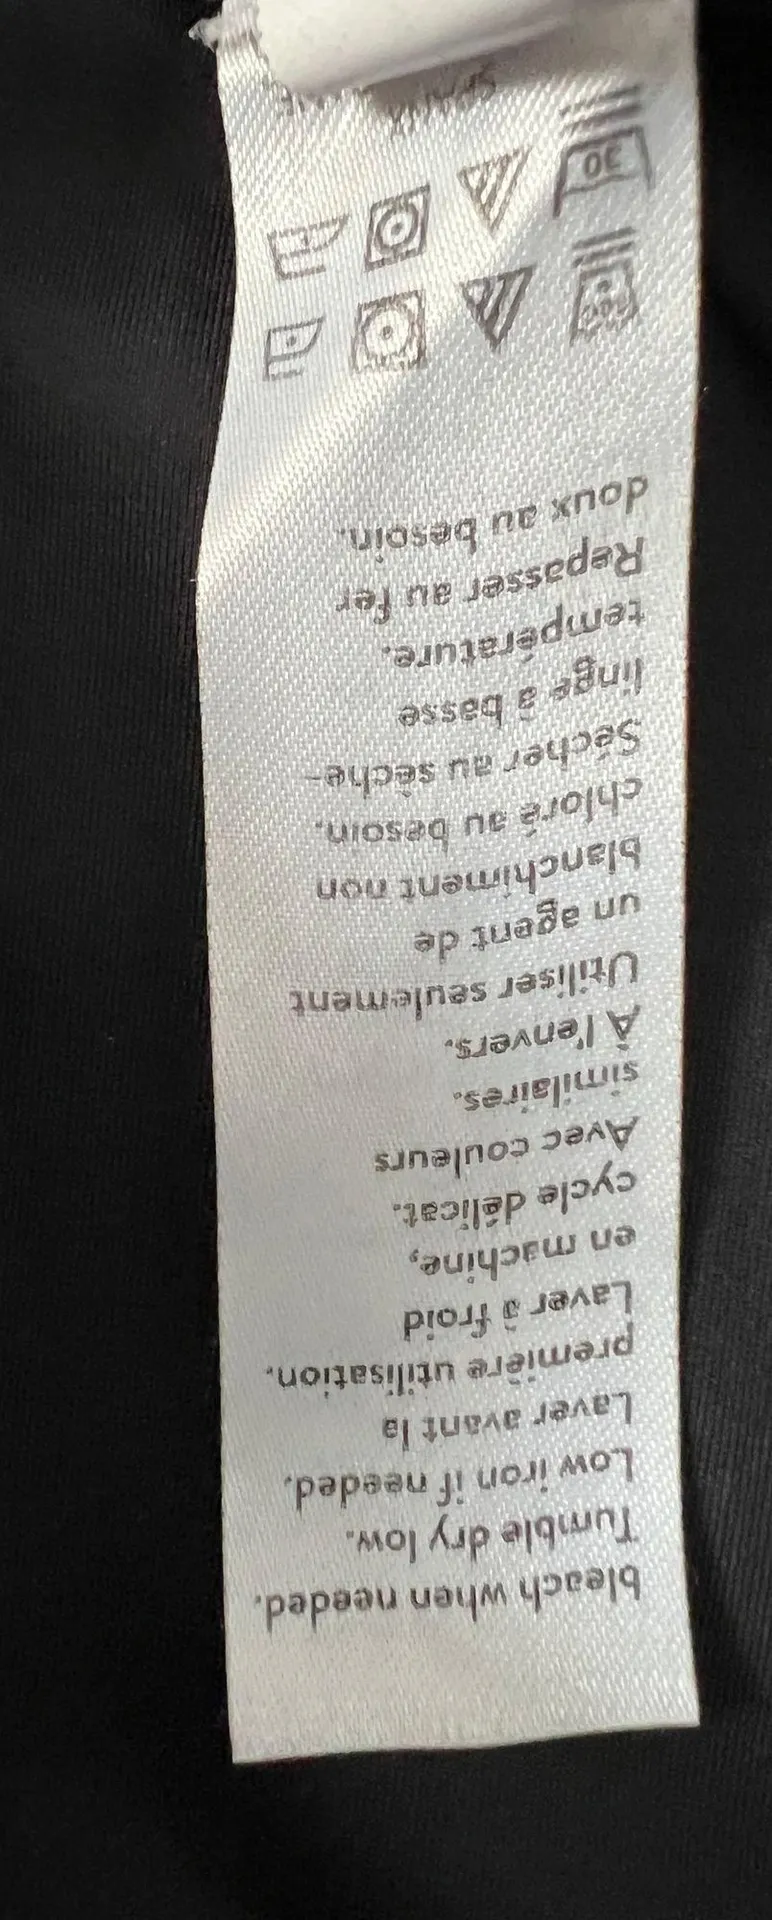 bleach when needed.
Tumble dry low.
Low iron if needed.
Laver avant la
première utilisation.
Laver à froid
en machine,
cycle délicat.
Avec couleurs
similaires.
À l'envers.
Utiliser seulement
un agent de
blanchiment non
chloré au besoin.
Sécher au sèche-
linge à basse
température.
Repasser au fer
doux au besoin.
30